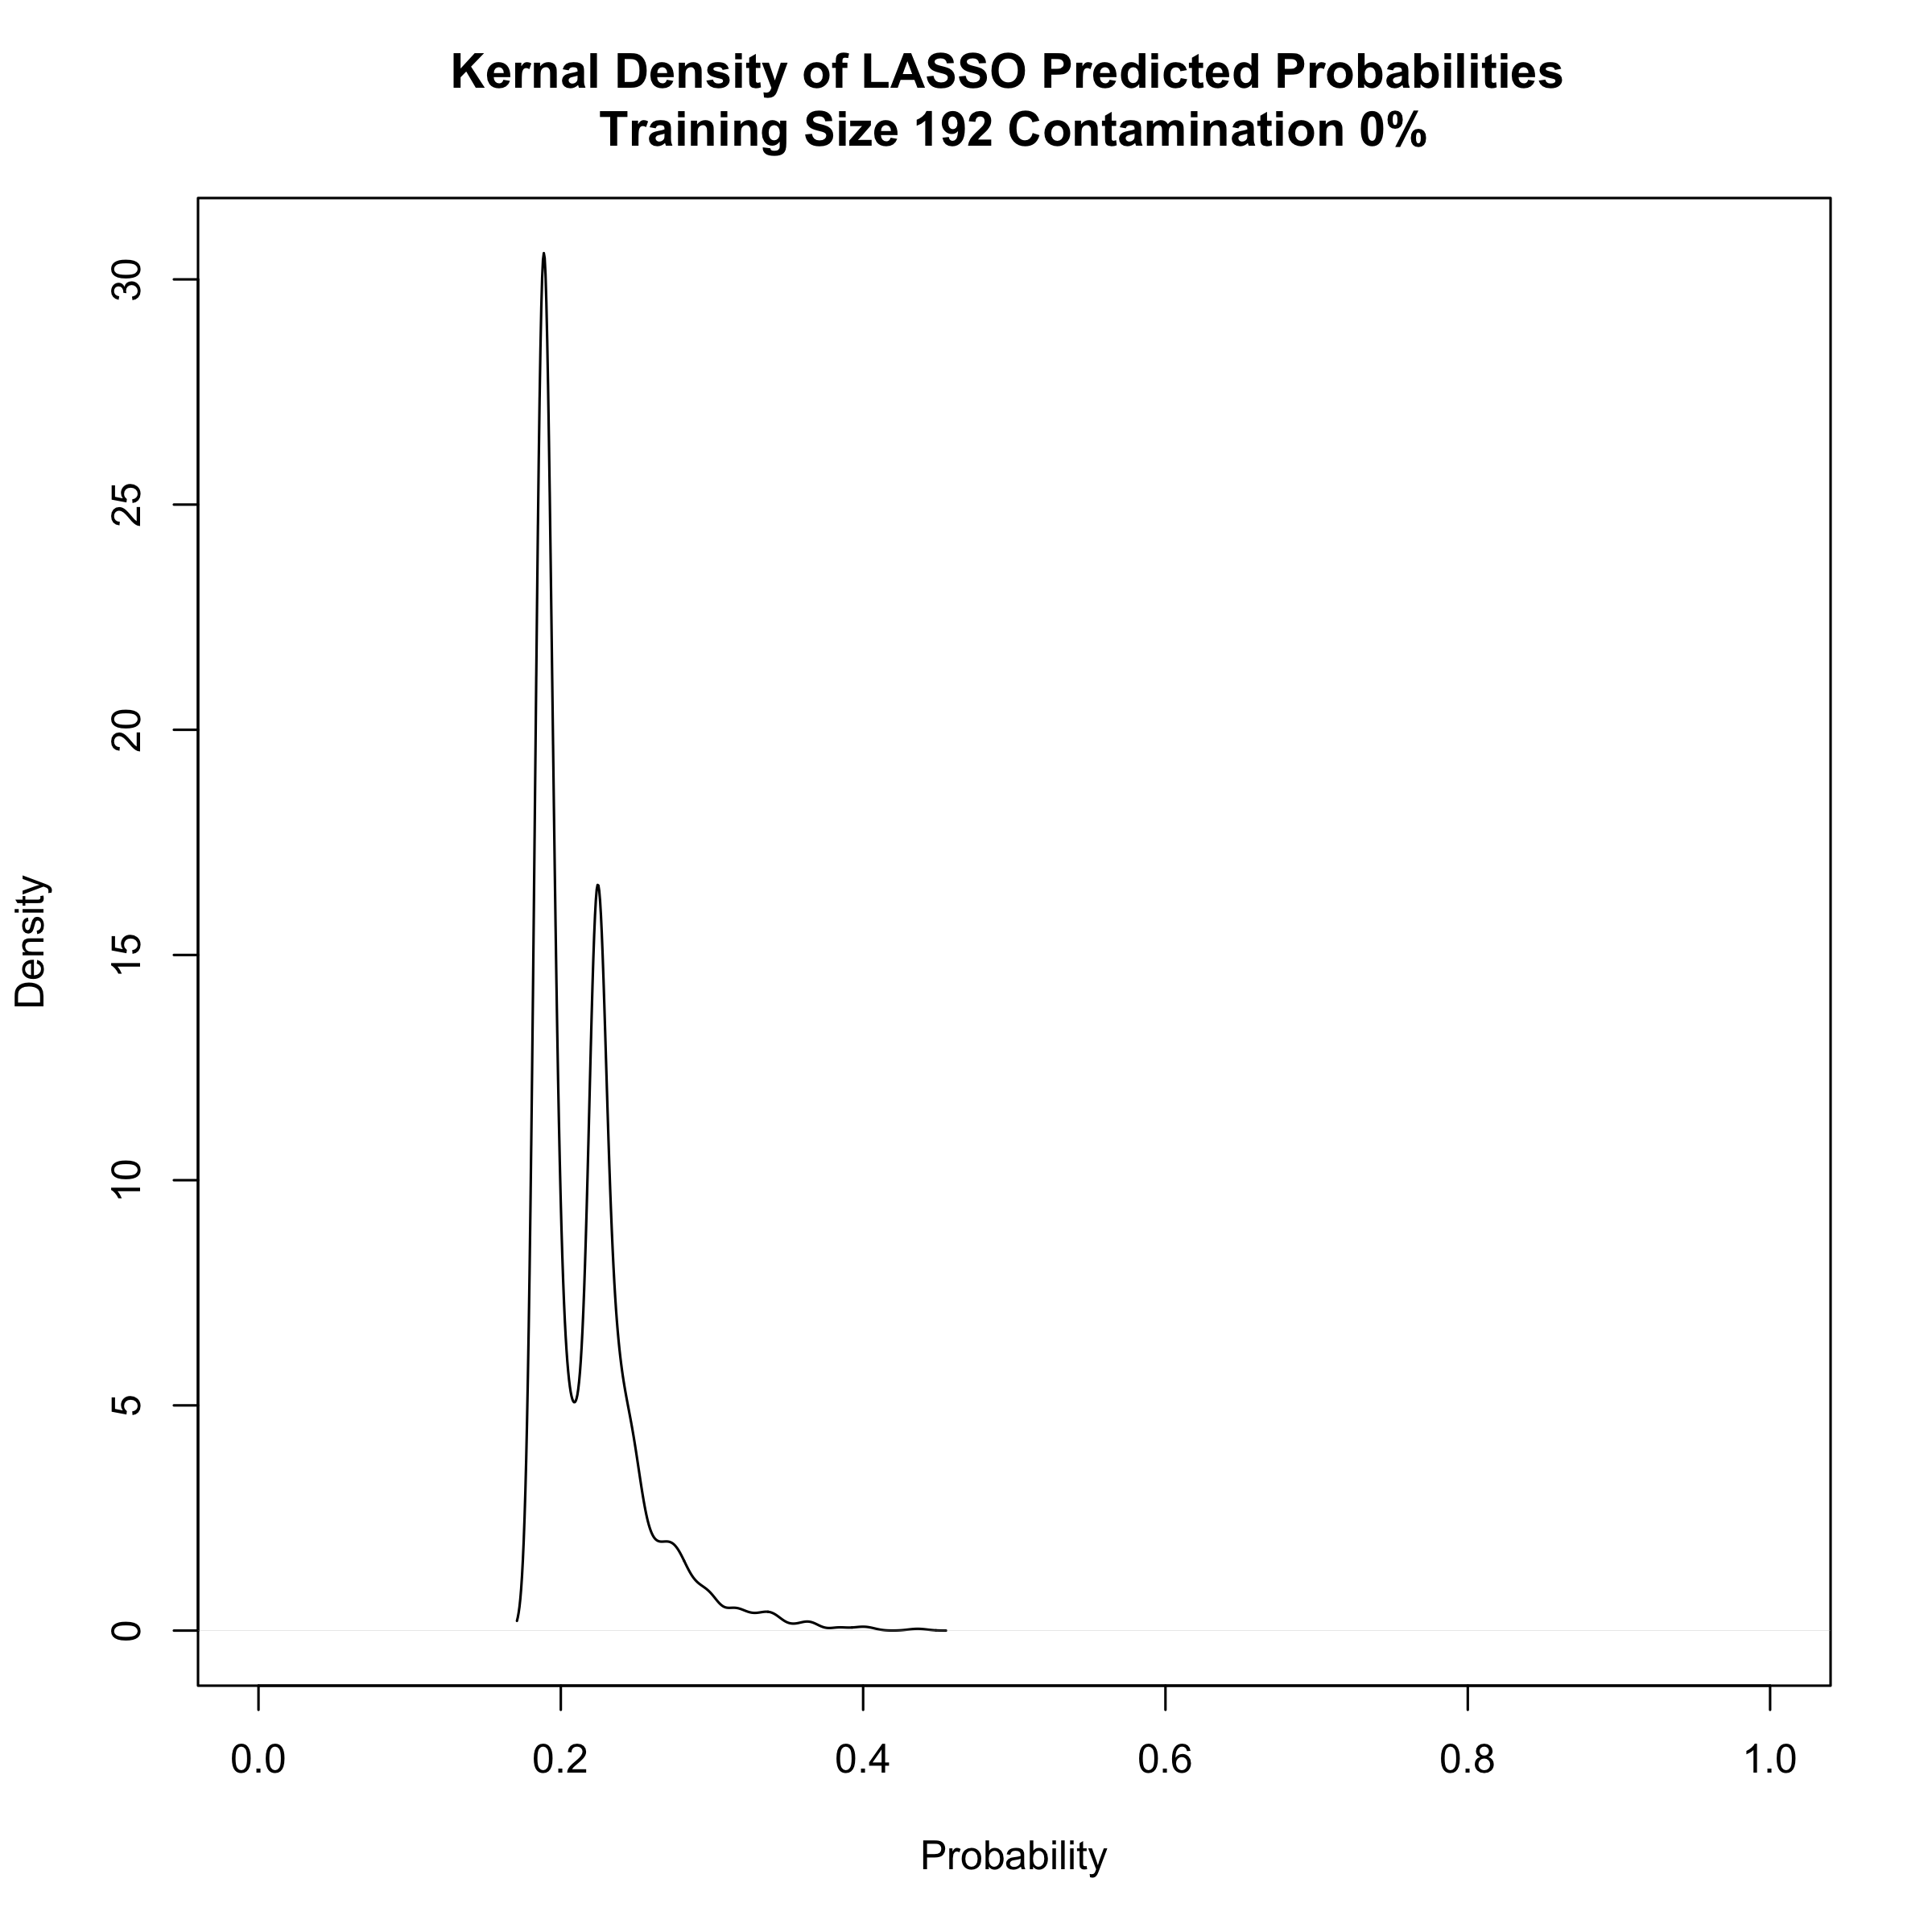 Kernal Density of LASSO Predicted Probabilities
Training Size 192 Contamination 0%
30
25
20
15
10
5
0
Density
0.0 0.2 0.4 0.6 0.8 1.0
Probability